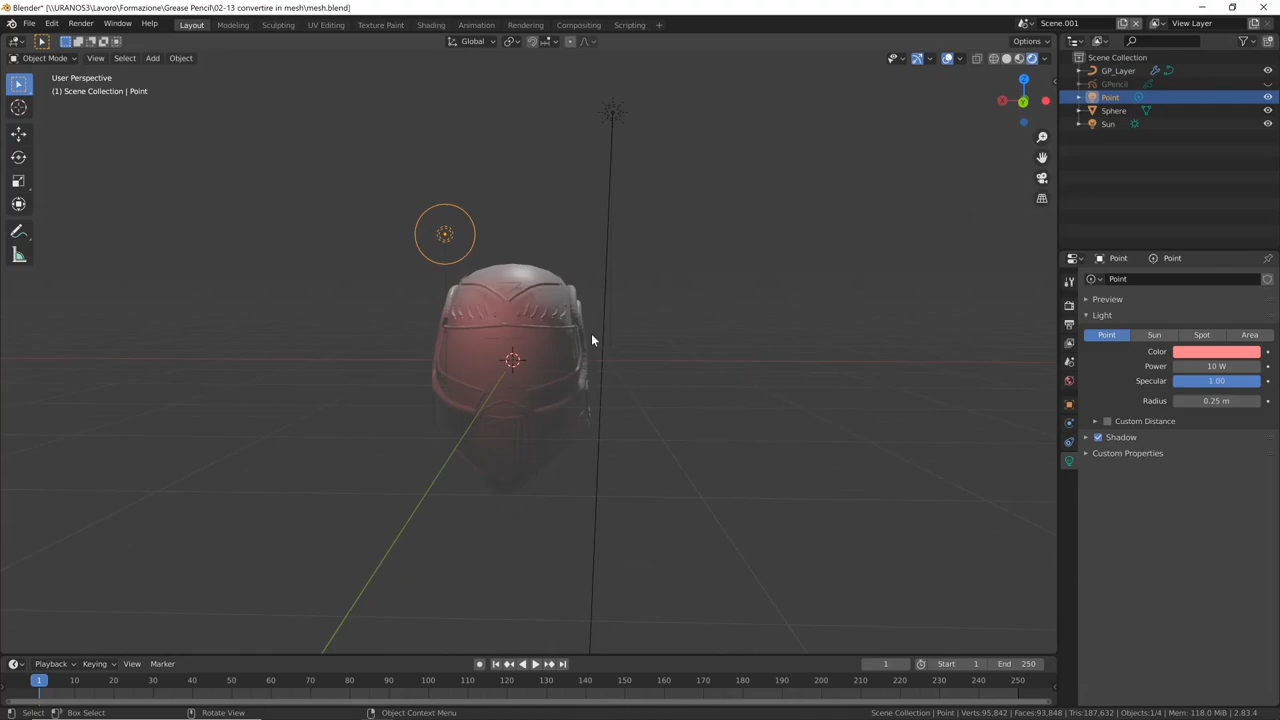 Blender* [\\URANOS3\Lavoro\Formazione\Grease Pencil\02-13 convertire in mesh\mesh.blend]
File Edit Render Window Help Layout Modeling Sculpting UV Editing Texture Paint Shading Animation Rendering Compositing Scripting + Scene.001 View Layer
Global Options
Object Mode View Select Add Object
User Perspective
(1) Scene Collection | Point
Z
X
Y
Scene Collection
GP_Layer
GPencil
Point
Sphere
Sun
Point Point
Point
Preview
Light
Point Sun Spot Area
Color
Power 10 W
Specular 1.00
Radius 0.25 m
Custom Distance
Shadow
Custom Properties
Playback Keying View Marker 1 Start 1 End 250
1 10 20 30 40 50 60 70 80 90 100 110 120 130 140 150 160 170 180 190 200 210 220 230 240 250
Select Box Select Rotate View Object Context Menu Scene Collection | Point | Verts:95,842 | Faces:93,848 | Tris:187,632 | Objects:1/4 | Mem: 118.0 MiB | 2.83.4